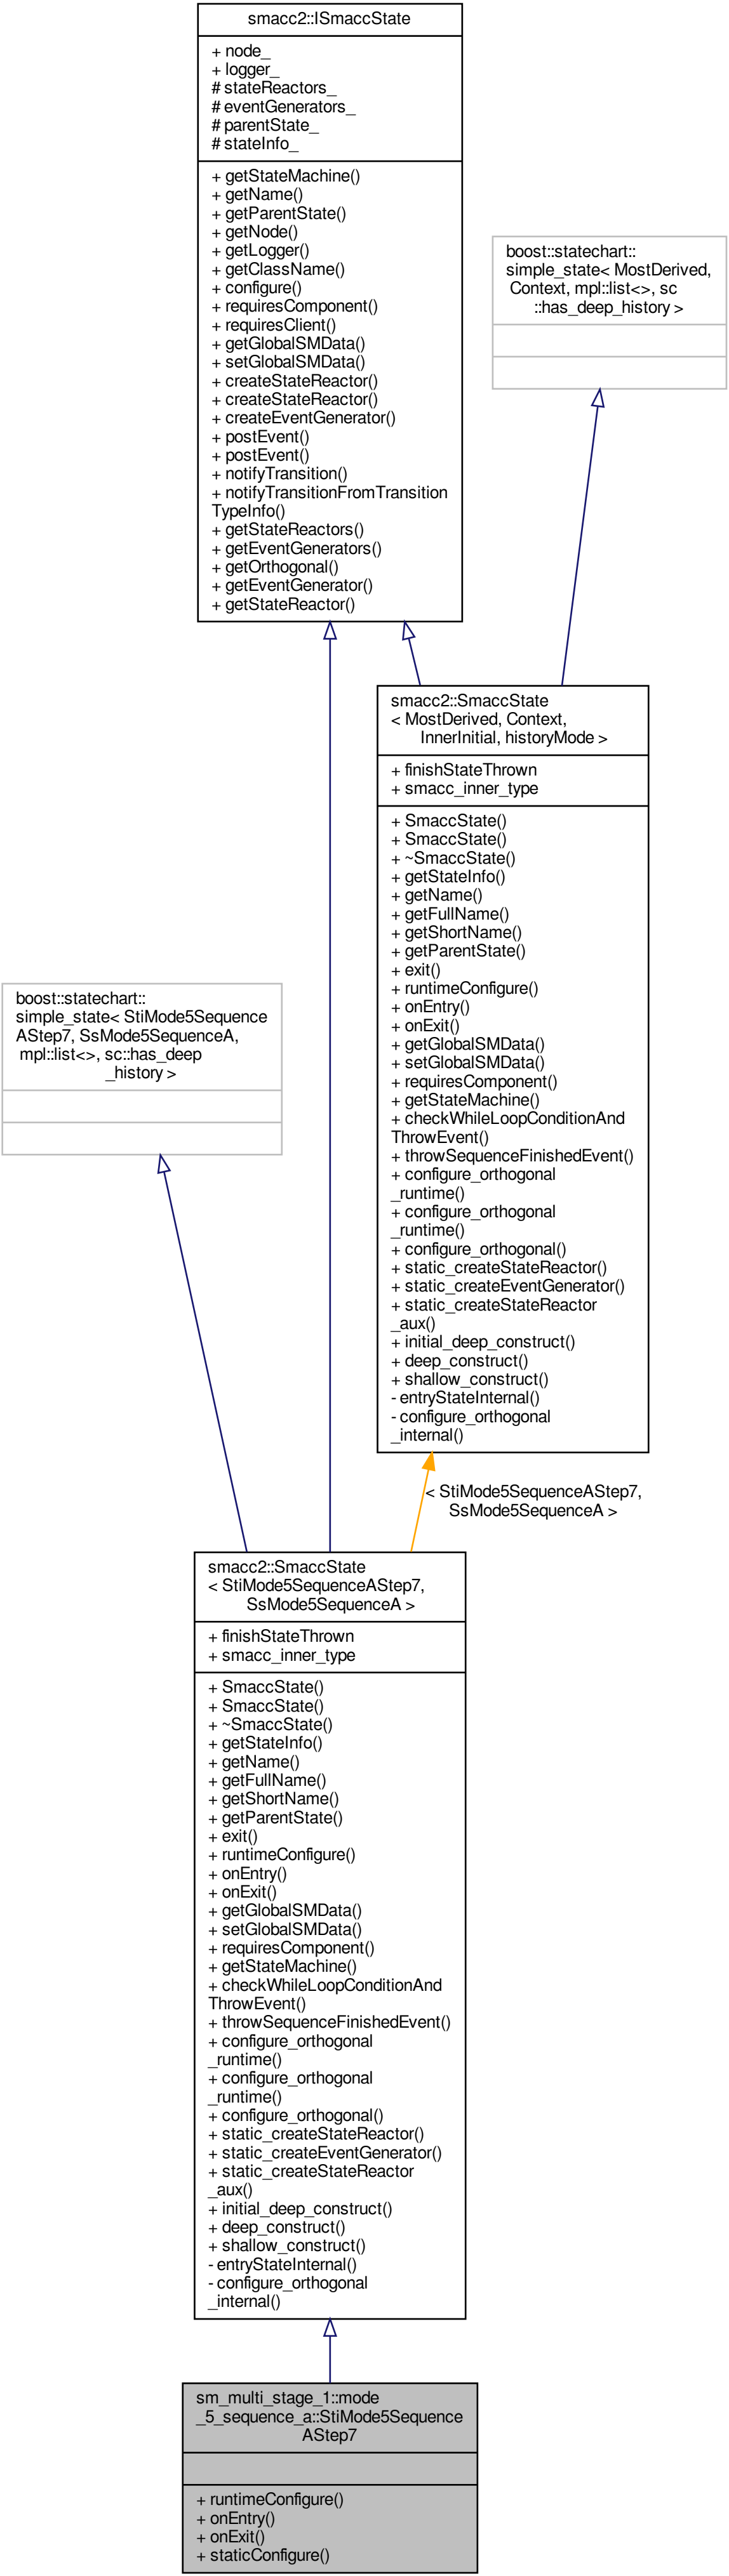 smacc2::ISmaccState
+ node_
+ logger_
# stateReactors_
# eventGenerators_
# parentState_
# stateInfo_
+ getStateMachine()
+ getName()
+ getParentState()
+ getNode()
+ getLogger()
+ getClassName()
+ configure()
+ requiresComponent()
+ requiresClient()
+ getGlobalSMData()
+ setGlobalSMData()
+ createStateReactor()
+ createStateReactor()
+ createEventGenerator()
+ postEvent()
+ postEvent()
+ notifyTransition()
+ notifyTransitionFromTransition
TypeInfo()
+ getStateReactors()
+ getEventGenerators()
+ getOrthogonal()
+ getEventGenerator()
+ getStateReactor()
boost::statechart::
simple_state< MostDerived,
Context, mpl::list<>, sc
::has_deep_history >
smacc2::SmaccState
< MostDerived, Context,
InnerInitial, historyMode >
+ finishStateThrown
+ smacc_inner_type
+ SmaccState()
+ SmaccState()
+ ~SmaccState()
+ getStateInfo()
+ getName()
+ getFullName()
+ getShortName()
+ getParentState()
+ exit()
+ runtimeConfigure()
+ onEntry()
+ onExit()
+ getGlobalSMData()
+ setGlobalSMData()
+ requiresComponent()
+ getStateMachine()
+ checkWhileLoopConditionAnd
ThrowEvent()
+ throwSequenceFinishedEvent()
+ configure_orthogonal
_runtime()
+ configure_orthogonal
_runtime()
+ configure_orthogonal()
+ static_createStateReactor()
+ static_createEventGenerator()
+ static_createStateReactor
_aux()
+ initial_deep_construct()
+ deep_construct()
+ shallow_construct()
- entryStateInternal()
- configure_orthogonal
_internal()
boost::statechart::
simple_state< StiMode5Sequence
AStep7, SsMode5SequenceA,
mpl::list<>, sc::has_deep
_history >
< StiMode5SequenceAStep7,
SsMode5SequenceA >
smacc2::SmaccState
< StiMode5SequenceAStep7,
SsMode5SequenceA >
+ finishStateThrown
+ smacc_inner_type
+ SmaccState()
+ SmaccState()
+ ~SmaccState()
+ getStateInfo()
+ getName()
+ getFullName()
+ getShortName()
+ getParentState()
+ exit()
+ runtimeConfigure()
+ onEntry()
+ onExit()
+ getGlobalSMData()
+ setGlobalSMData()
+ requiresComponent()
+ getStateMachine()
+ checkWhileLoopConditionAnd
ThrowEvent()
+ throwSequenceFinishedEvent()
+ configure_orthogonal
_runtime()
+ configure_orthogonal
_runtime()
+ configure_orthogonal()
+ static_createStateReactor()
+ static_createEventGenerator()
+ static_createStateReactor
_aux()
+ initial_deep_construct()
+ deep_construct()
+ shallow_construct()
- entryStateInternal()
- configure_orthogonal
_internal()
sm_multi_stage_1::mode
_5_sequence_a::StiMode5Sequence
AStep7
+ runtimeConfigure()
+ onEntry()
+ onExit()
+ staticConfigure()